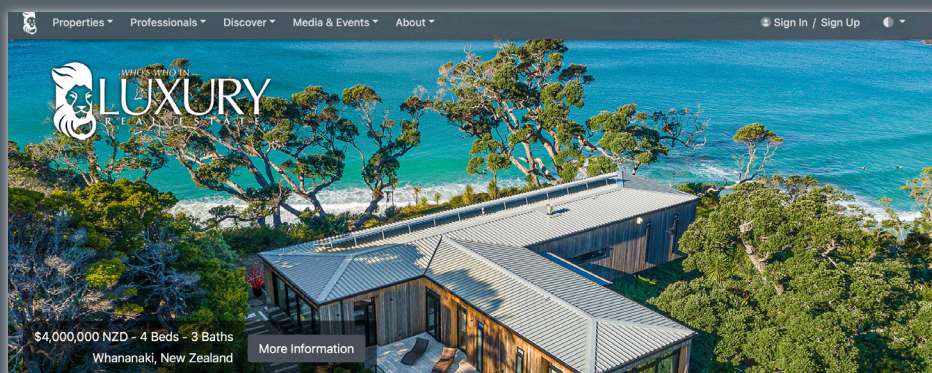 Properties Professionals Discover Media & Events About Sign In / Sign Up
WHO'S WHO IN
LUXURY
REAL ESTATE
$4,000,000 NZD - 4 Beds - 3 Baths
Whananaki, New Zealand
More Information